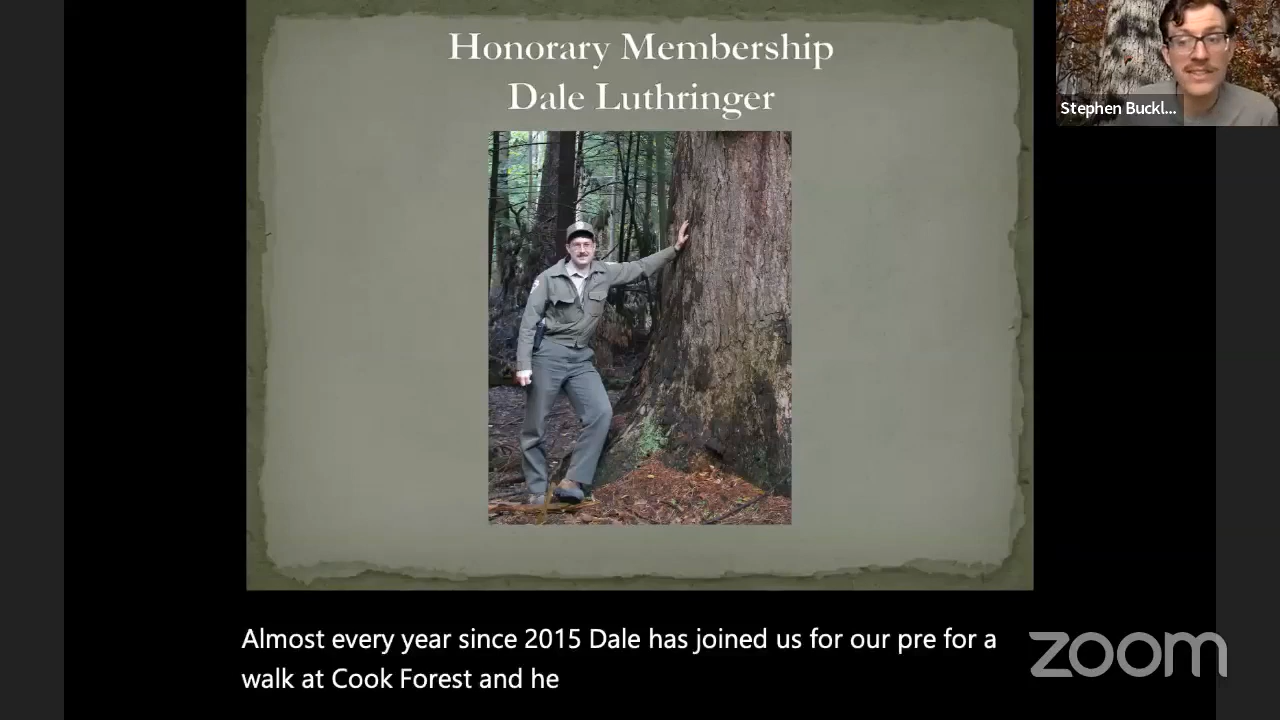 Honorary Membership
Dale Luthringer
Stephen Buckl...
Almost every year since 2015 Dale has joined us for our pre for a
walk at Cook Forest and he
zoom